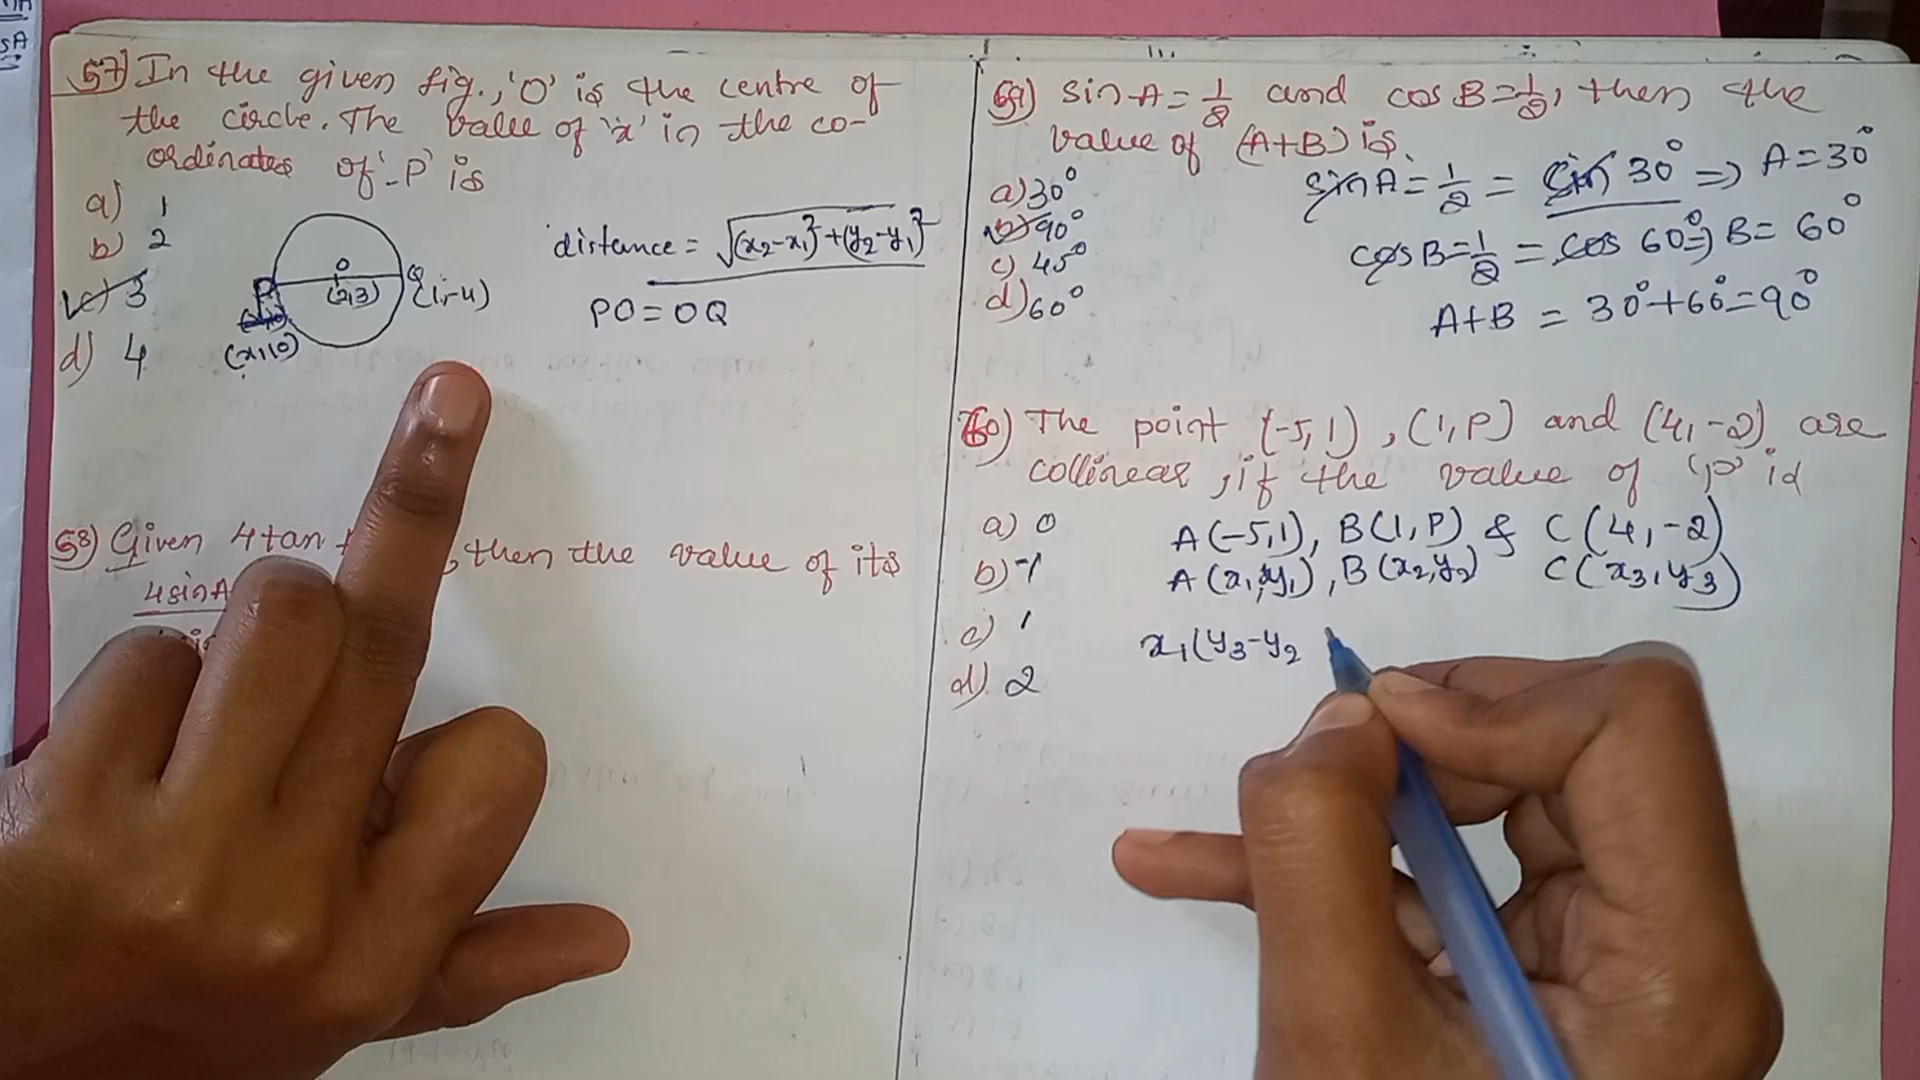 57) In the given fig., 'O' is the centre of
the circle. The value of 'x' in the co-
ordinates of 'P' is
a) 1
b) 2
c) 3
d) 4
O
(2,3)
P
Q(1,-4)
(x,10)
distance = √(x₂-x₁)²+(y₂-y₁)²
PO = OQ
58) Given 4tan
, then the value of its
4sinA
59) sin A = 1/2 and cos B = 1/2, then the
value of (A+B) is
a) 30°
b) 90°
c) 45°
d) 60°
sin A = 1/2 = sin 30° => A = 30°
cos B = 1/2 = cos 60° => B = 60°
A+B = 30°+60° = 90°
60) The point (-5,1), (1,P) and (4,-2) are
collinear, if the value of 'P' id
a) 0
b) -1
c) 1
d) 2
A(-5,1), B(1,P) & C(4,-2)
A(x₁,y₁), B(x₂,y₂) C(x₃,y₃)
x₁(y₃-y₂